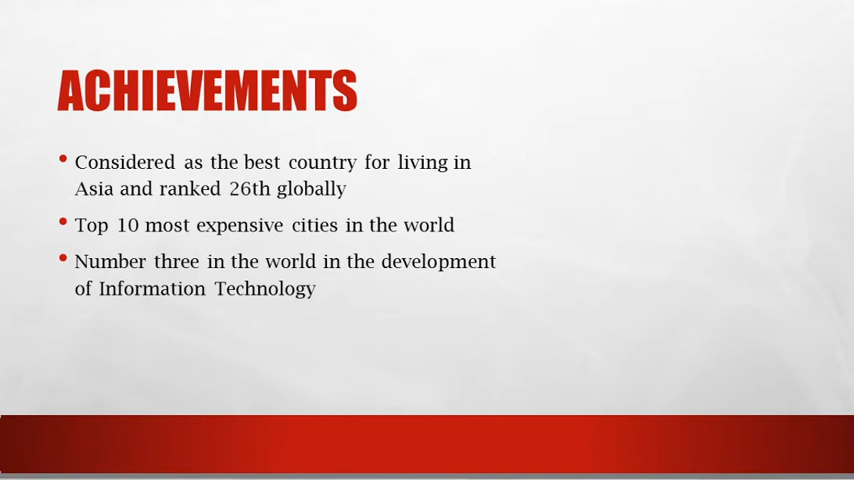 ACHIEVEMENTS
• Considered as the best country for living in
Asia and ranked 26th globally
• Top 10 most expensive cities in the world
• Number three in the world in the development
of Information Technology